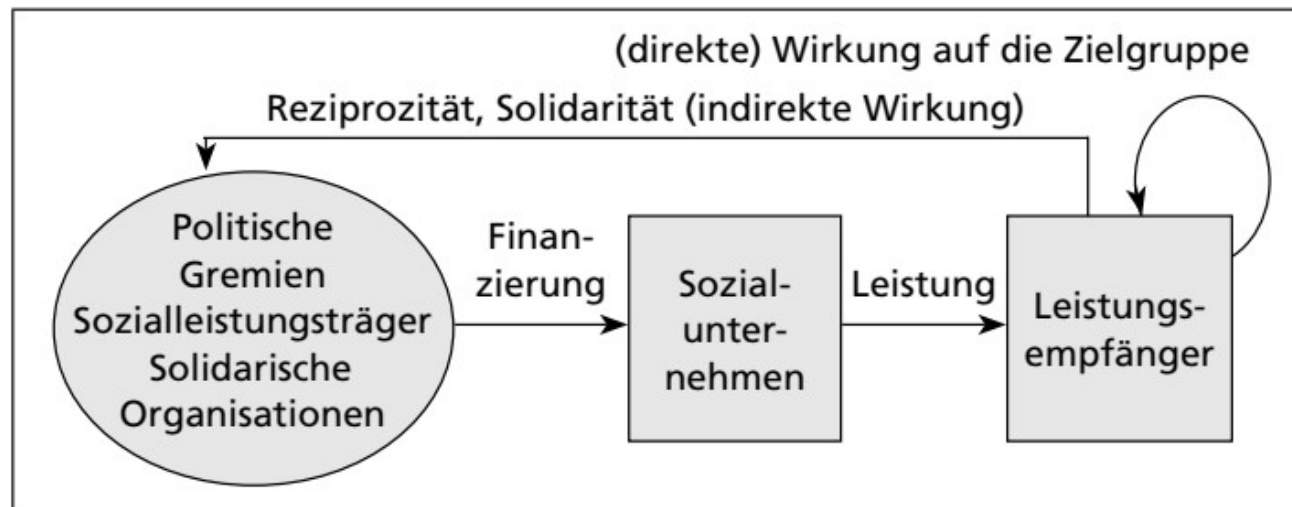 (direkte) Wirkung auf die Zielgruppe
Reziprozität, Solidarität (indirekte Wirkung)
Politische
Gremien
Sozialleistungsträger
Solidarische
Organisationen
Finan-
zierung
Sozial-
unter-
nehmen
Leistung
Leistungs-
empfänger